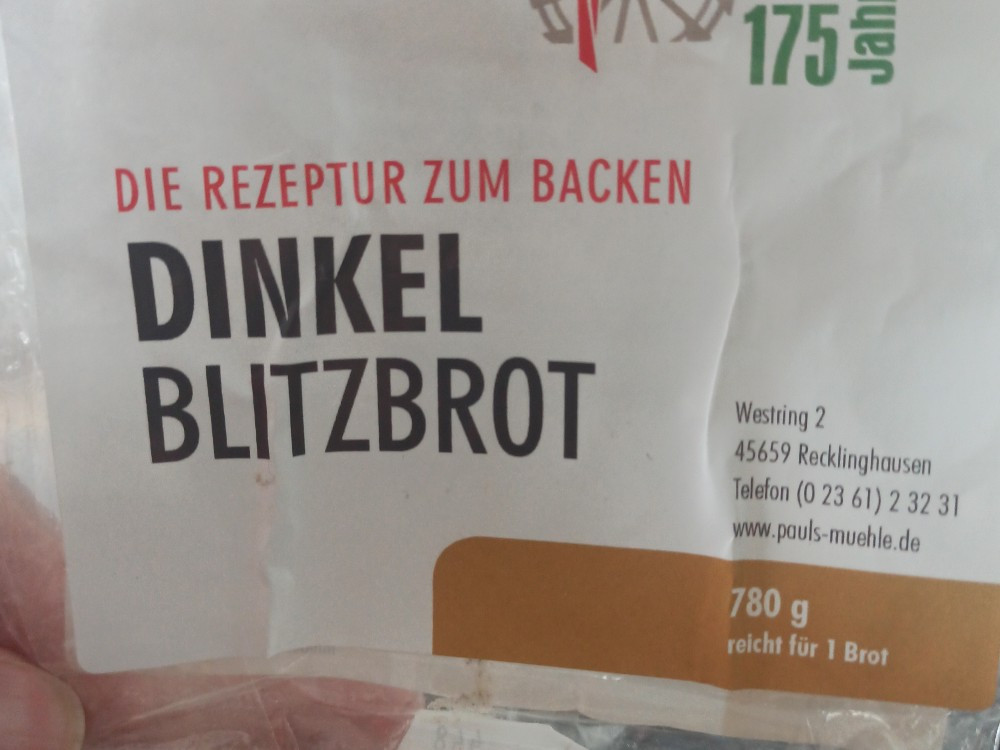 175
Jah
DIE REZEPTUR ZUM BACKEN
DINKEL
BLITZBROT
Westring 2
45659 Recklinghausen
Telefon (0 23 61) 2 32 31
www.pauls-muehle.de
780 g
reicht für 1 Brot